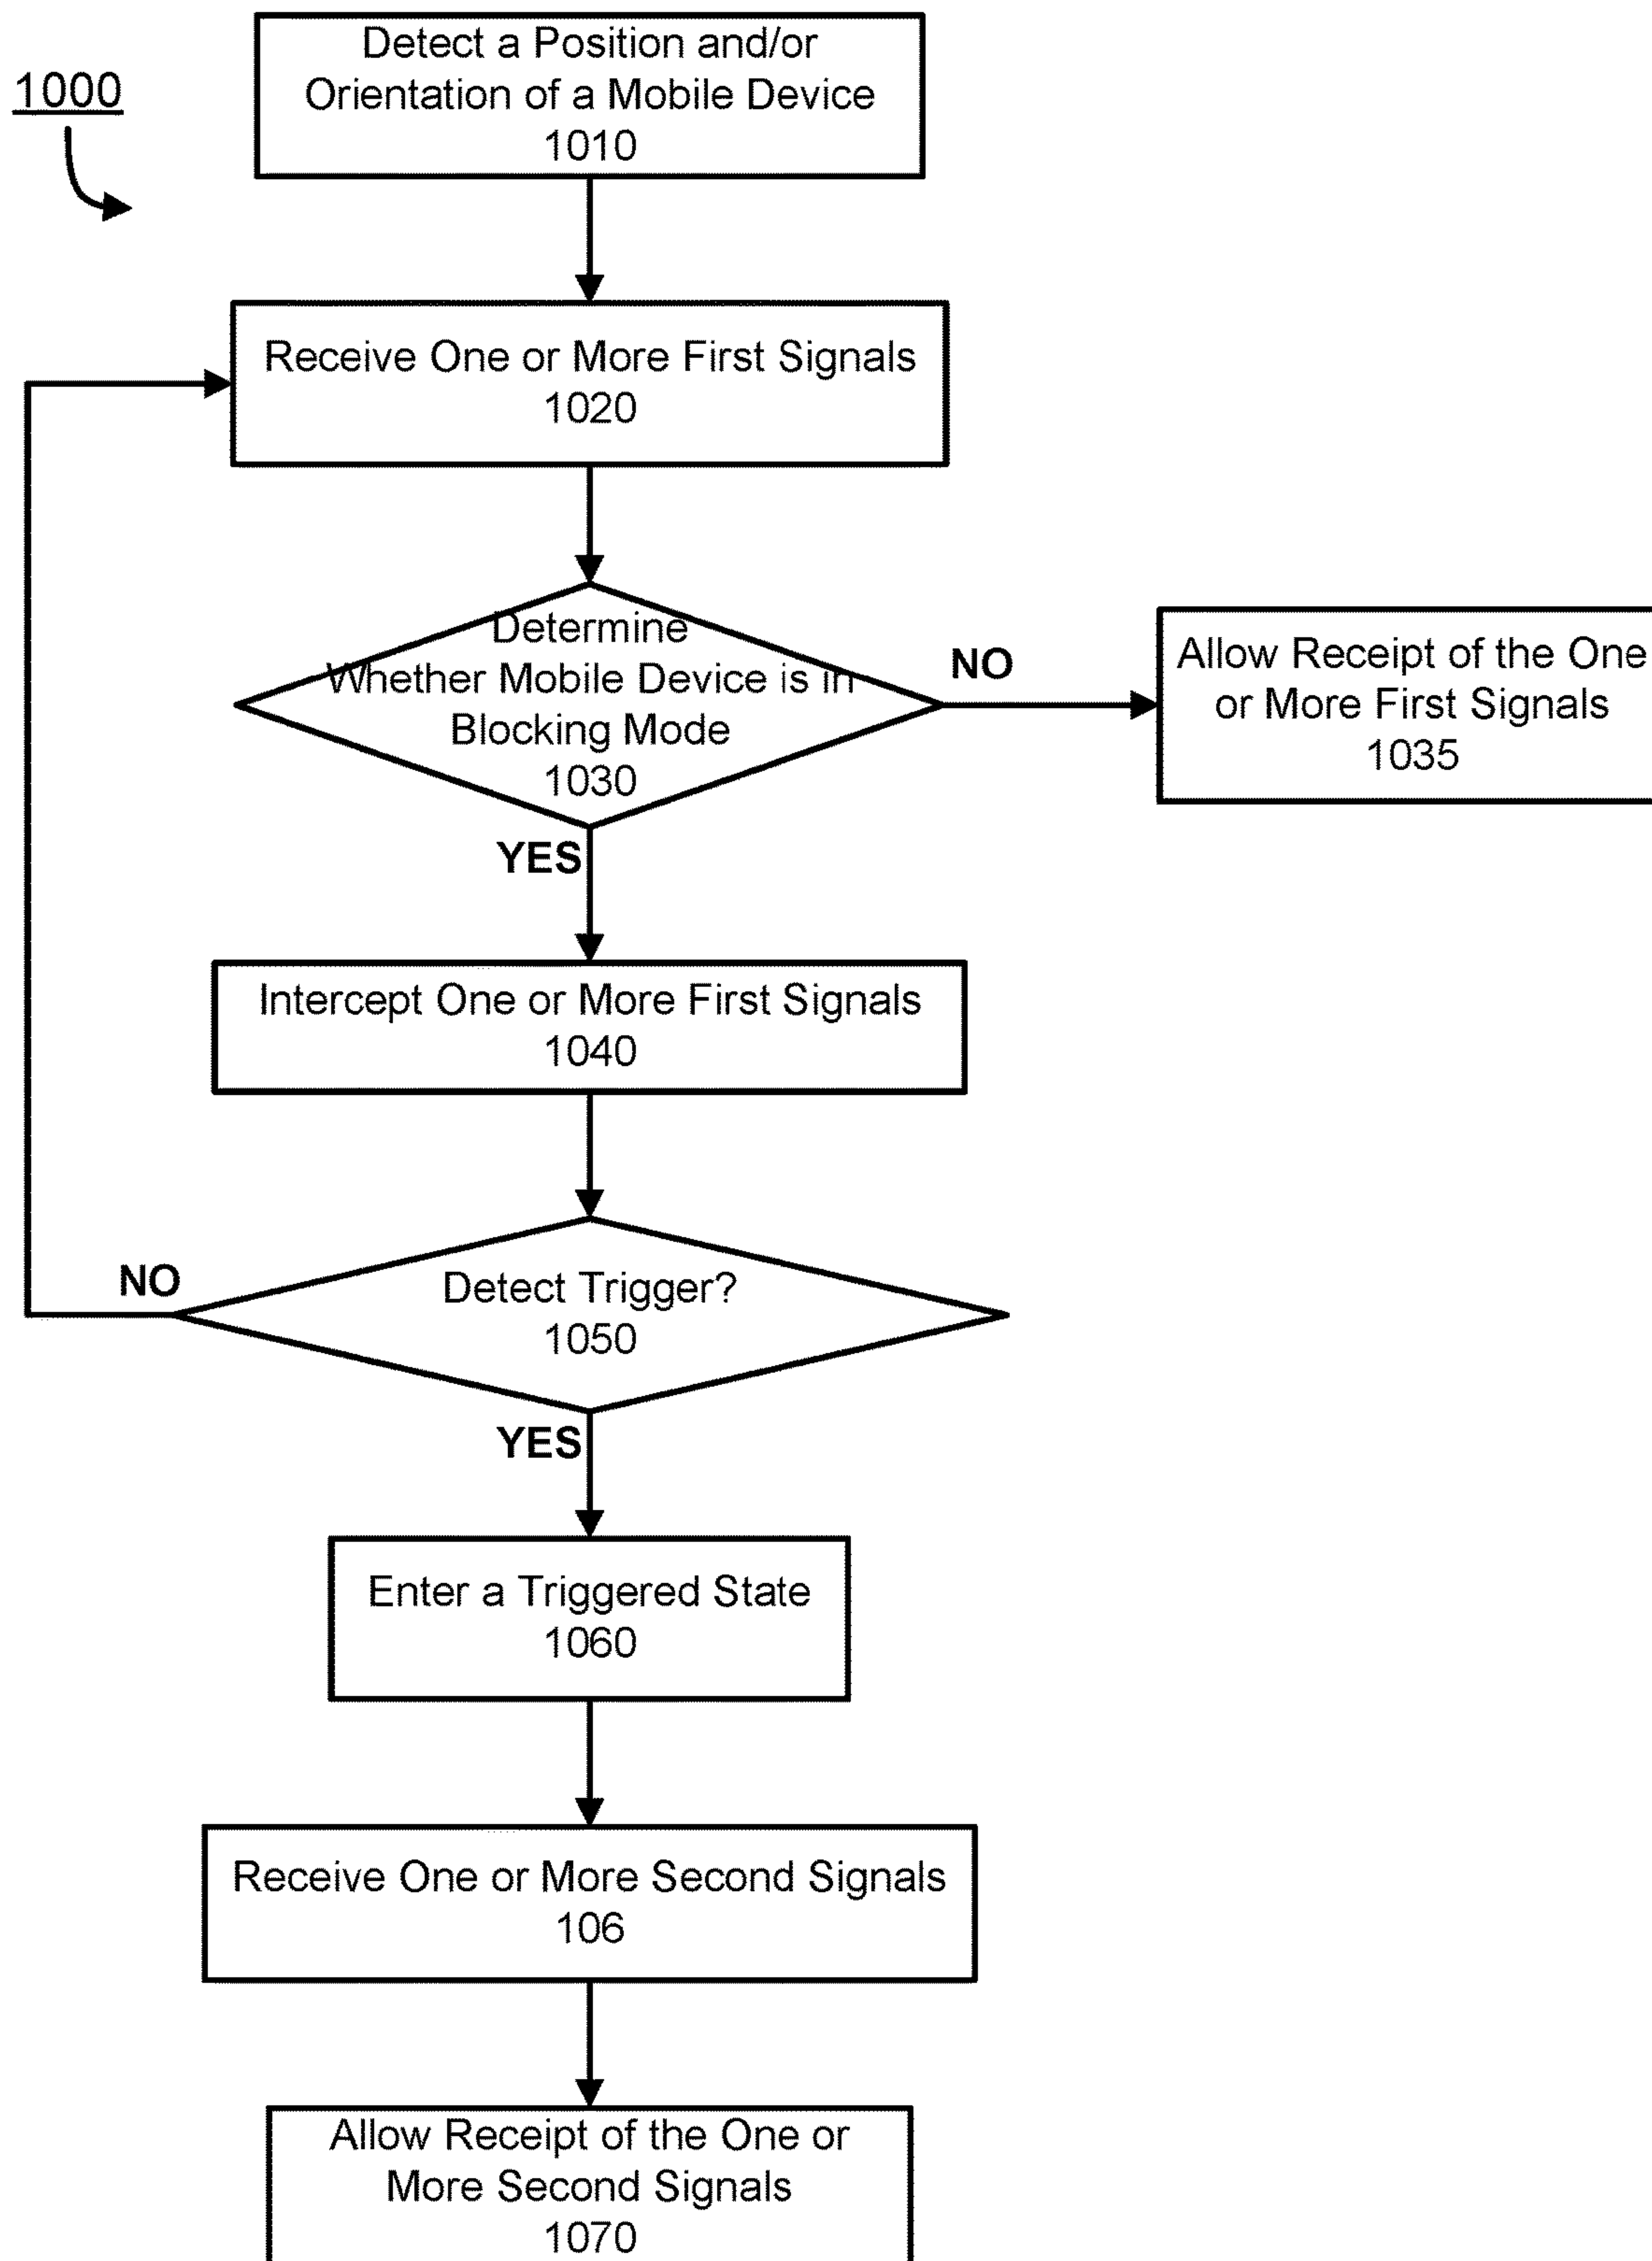 1000
Detect a Position and/or
Orientation of a Mobile Device
1010
Receive One or More First Signals
1020
Determine
Whether Mobile Device is in
Blocking Mode
1030
NO
Allow Receipt of the One
or More First Signals
1035
YES
Intercept One or More First Signals
1040
NO
Detect Trigger?
1050
YES
Enter a Triggered State
1060
Receive One or More Second Signals
106
Allow Receipt of the One or
More Second Signals
1070